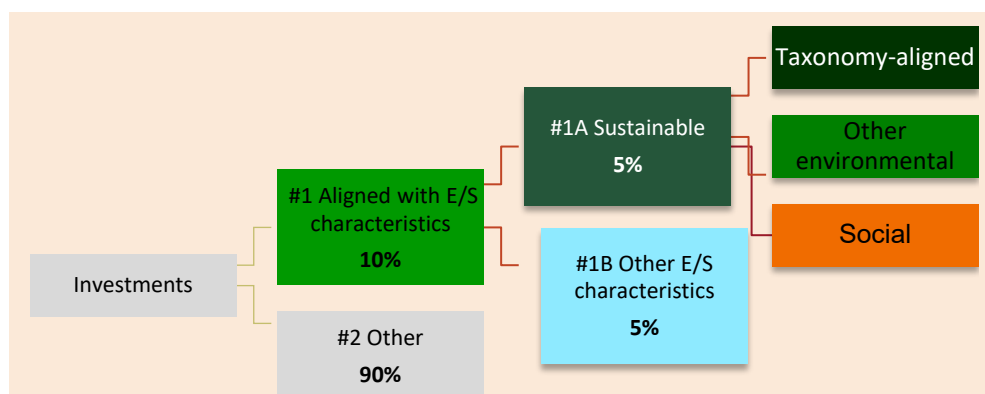 Investments
#1 Aligned with E/S
characteristics
10%
#2 Other
90%
#1A Sustainable
5%
#1B Other E/S
characteristics
5%
Taxonomy-aligned
Other
environmental
Social